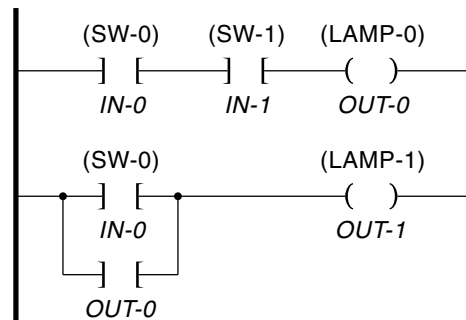 (SW-0) (SW-1) (LAMP-0)
IN-0 IN-1 OUT-0
(SW-0) (LAMP-1)
IN-0 OUT-1
OUT-0